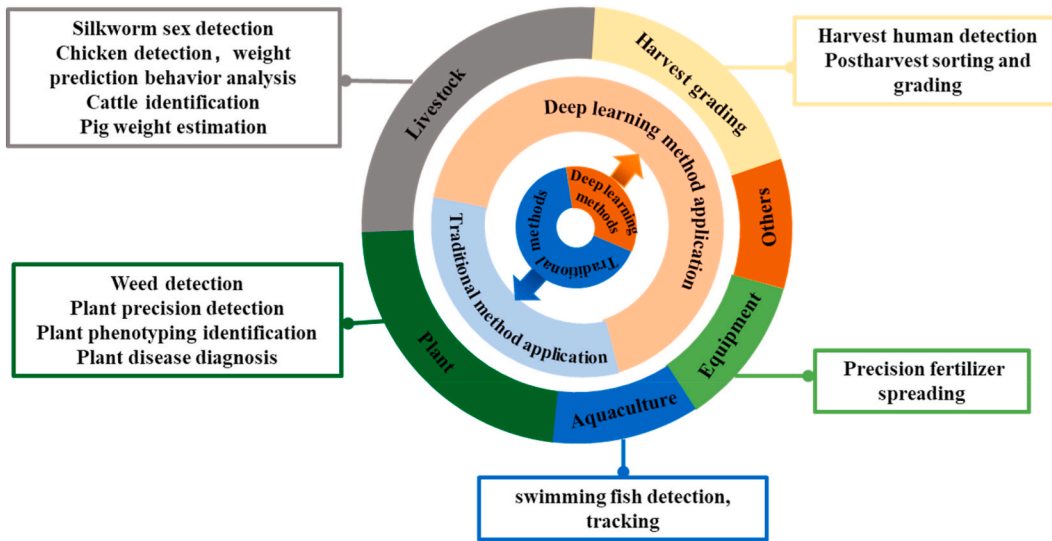 Silkworm sex detection
Chicken detection，weight
prediction behavior analysis
Cattle identification
Pig weight estimation
Harvest human detection
Postharvest sorting and
grading
Livestock
Harvest grading
Deep learning method application
Deep learning
methods
Traditional
methods
Traditional method application
Others
Weed detection
Plant precision detection
Plant phenotyping identification
Plant disease diagnosis
Plant
Equipment
Precision fertilizer
spreading
Aquaculture
swimming fish detection,
tracking